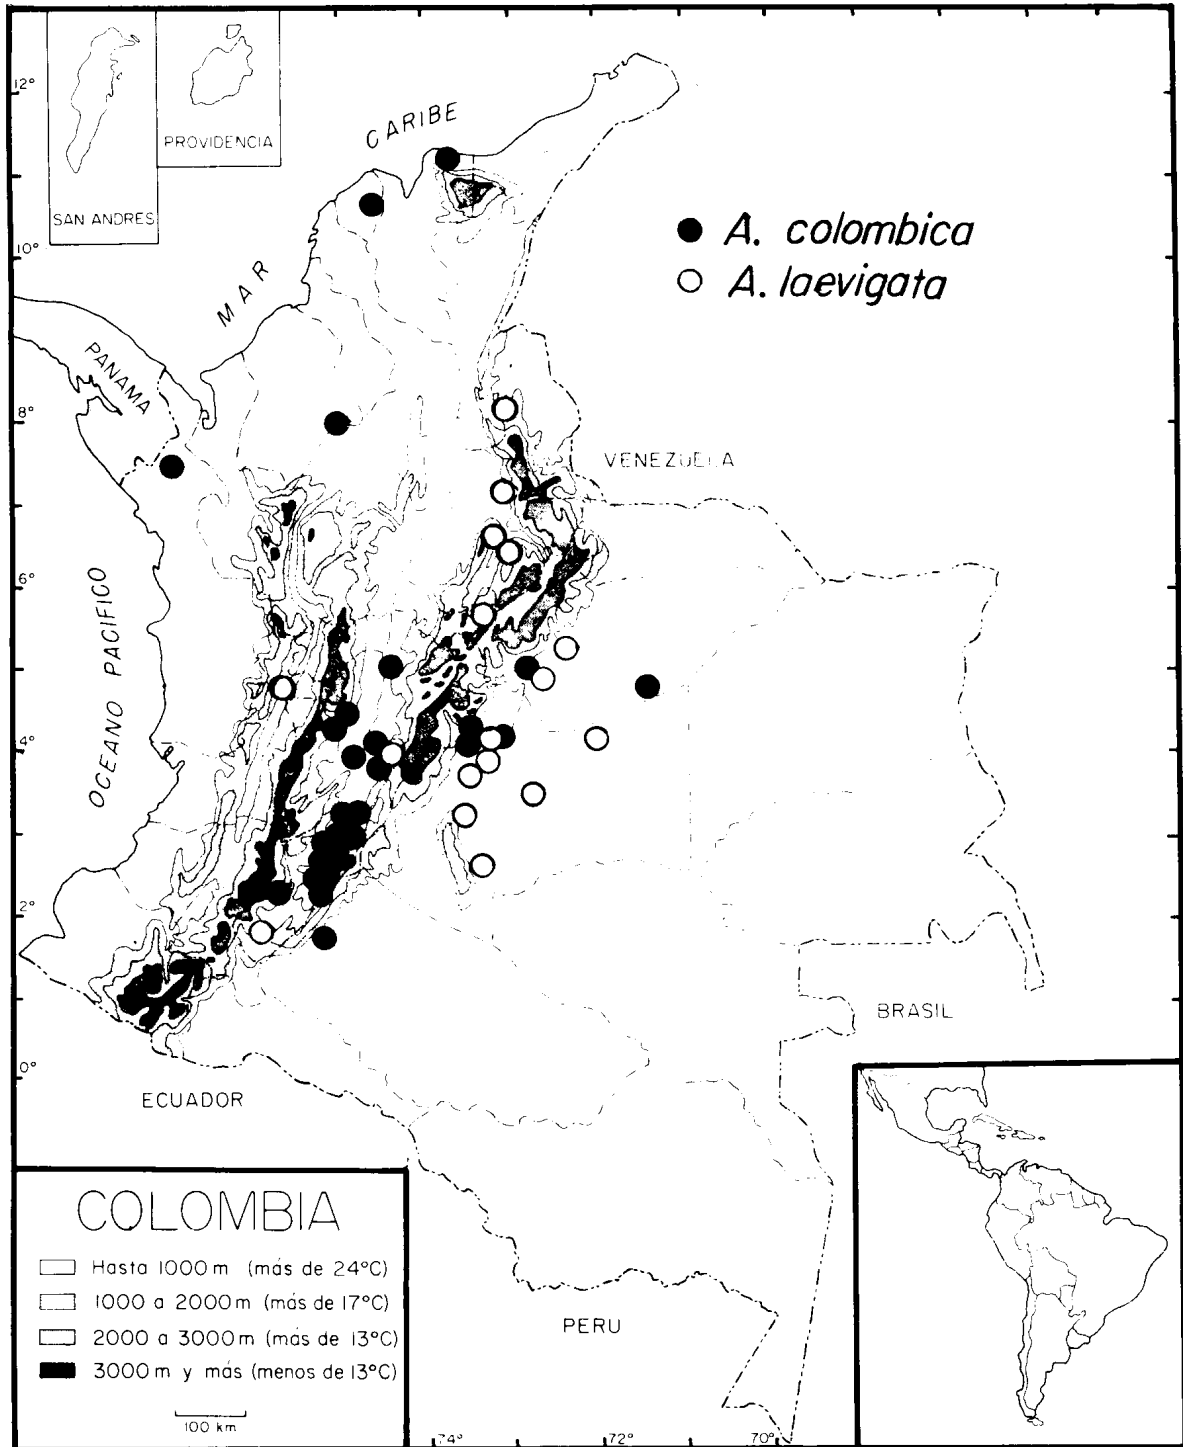 12°
CARIBE
PROVIDENCIA
SAN ANDRES
10°
MAR
A. colombica
A. laevigata
PANAMA
8°
VENEZUELA
6°
OCEANO PACIFICO
4°
2°
BRASIL
0°
ECUADOR
COLOMBIA
Hasta 1000 m (más de 24°C)
1000 a 2000 m (más de 17°C)
2000 a 3000 m (más de 13°C)
3000 m y más (menos de 13°C)
100 km
PERU
74°
72°
70°